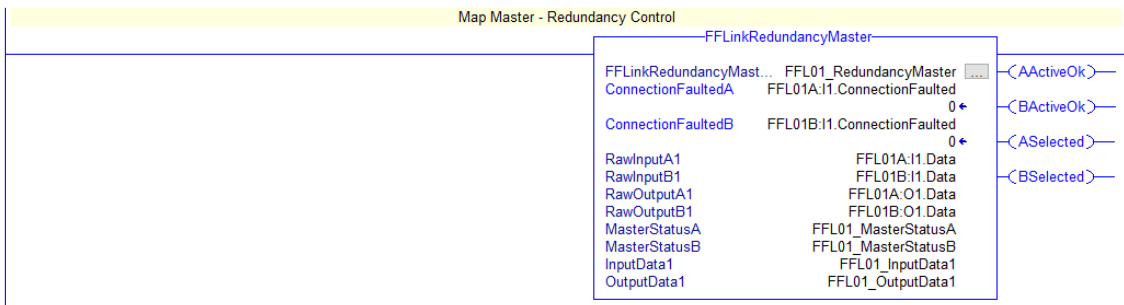 Map Master - Redundancy Control
FFLinkRedundancyMaster
FFLinkRedundancyMast... FFL01_RedundancyMaster ... AActiveOk
ConnectionFaultedA FFL01A:I1.ConnectionFaulted
0 BActiveOk
ConnectionFaultedB FFL01B:I1.ConnectionFaulted
0 ASelected
RawInputA1 FFL01A:I1.Data
RawInputB1 FFL01B:I1.Data BSelected
RawOutputA1 FFL01A:O1.Data
RawOutputB1 FFL01B:O1.Data
MasterStatusA FFL01_MasterStatusA
MasterStatusB FFL01_MasterStatusB
InputData1 FFL01_InputData1
OutputData1 FFL01_OutputData1